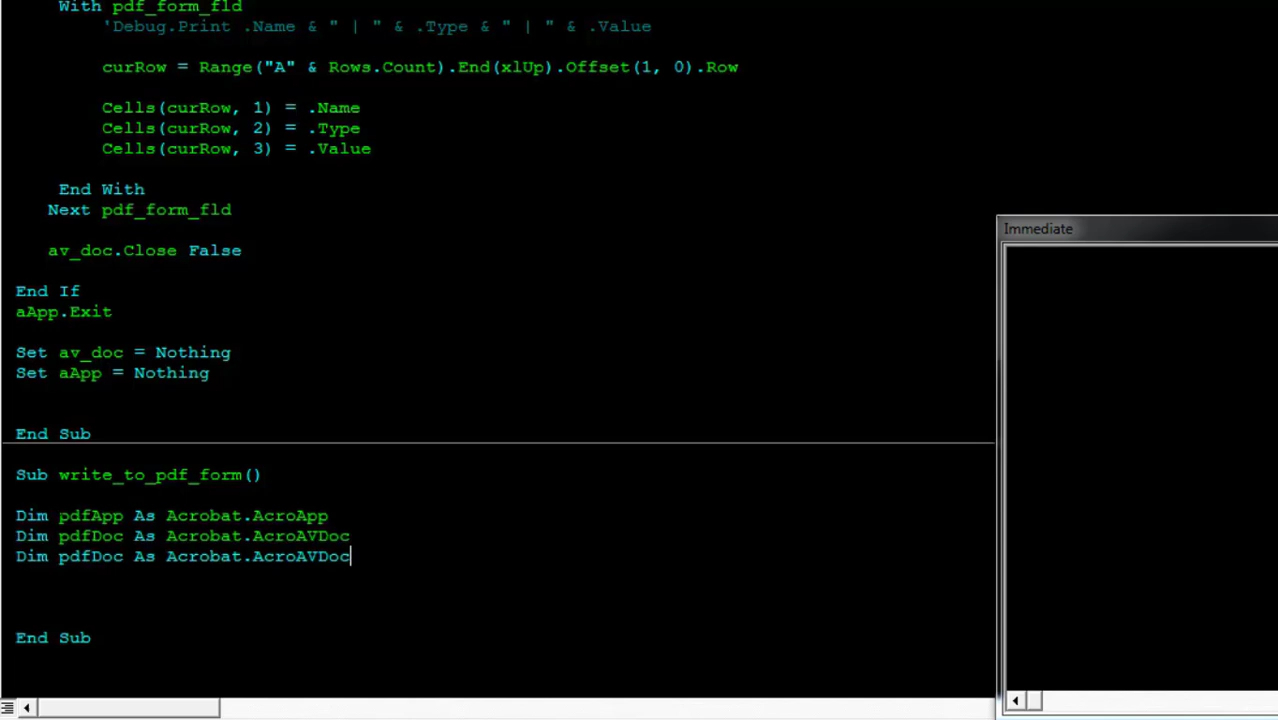 With pdf_form_fld
'Debug.Print .Name & " | " & .Type & " | " & .Value
curRow = Range("A" & Rows.Count).End(xlUp).Offset(1, 0).Row
Cells(curRow, 1) = .Name
Cells(curRow, 2) = .Type
Cells(curRow, 3) = .Value
End With
Next pdf_form_fld
av_doc.Close False
End If
aApp.Exit
Set av_doc = Nothing
Set aApp = Nothing
End Sub
Sub write_to_pdf_form()
Dim pdfApp As Acrobat.AcroApp
Dim pdfDoc As Acrobat.AcroAVDoc
Dim pdfDoc As Acrobat.AcroAVDoc
End Sub
Immediate